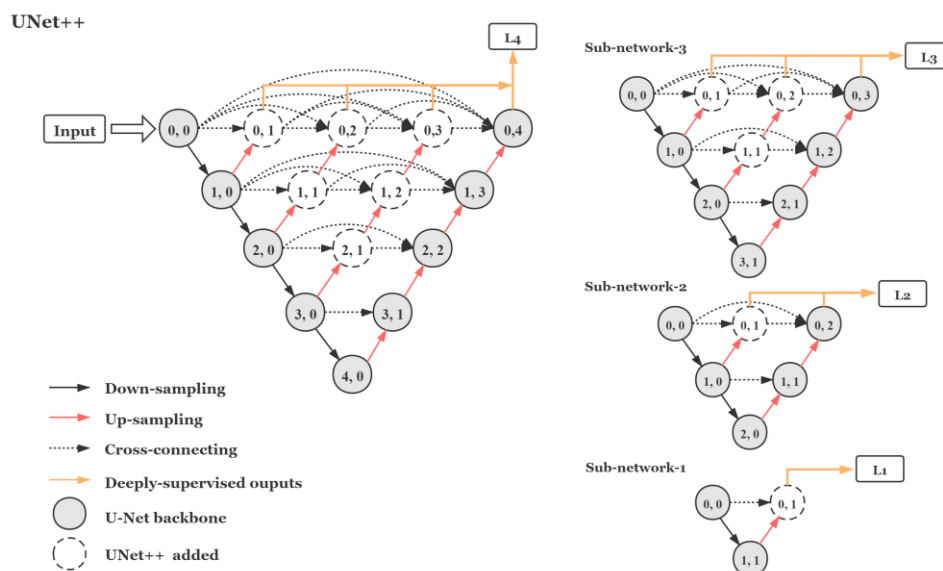 UNet++
L4
Input
0, 0
0, 1
0,2
0,3
0,4
1, 0
1, 1
1, 2
1, 3
2, 0
2, 1
2, 2
3, 0
3, 1
4, 0
Down-sampling
Up-sampling
Cross-connecting
Deeply-supervised ouputs
U-Net backbone
UNet++ added
Sub-network-3
L3
0, 0
0, 1
0, 2
0, 3
1, 0
1, 1
1, 2
2, 0
2, 1
3, 1
Sub-network-2
L2
0, 0
0, 1
0, 2
1, 0
1, 1
2, 0
Sub-network-1
L1
0, 0
0, 1
1, 1